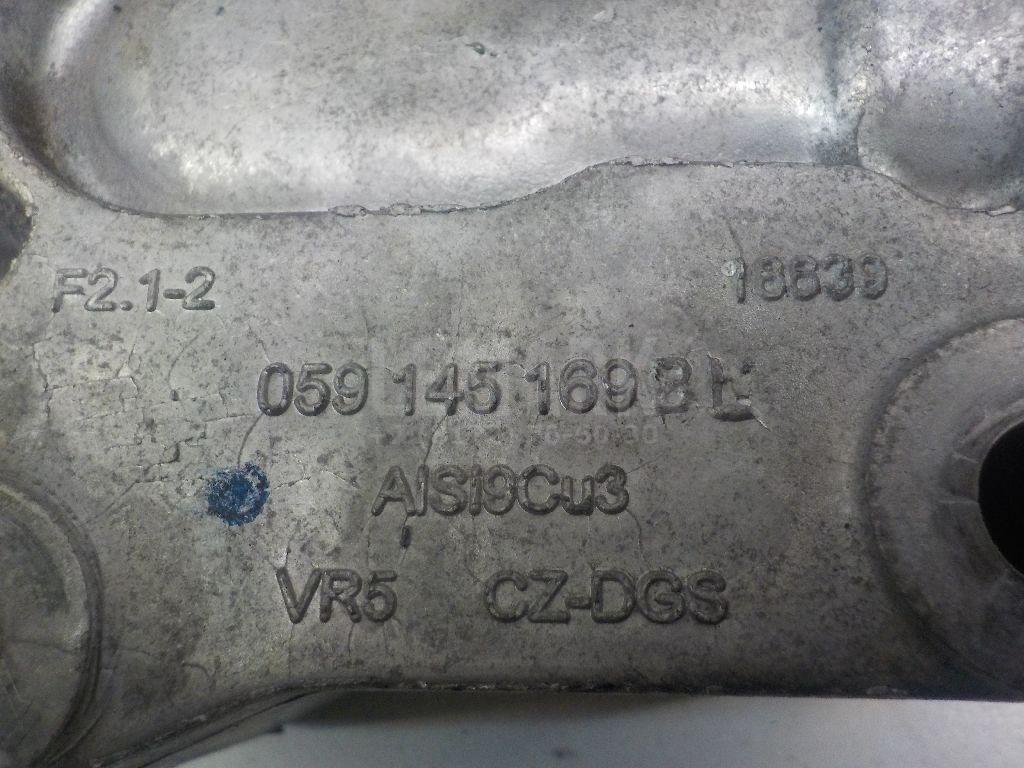 F2.1-2 18639
059 145 169 B
AlSi9Cu3
VR5 CZ-DGS